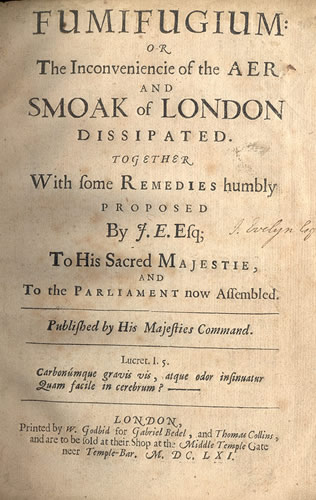 FUMIFUGIUM:
OR
The Inconveniencie of the AER
AND
SMOAK of LONDON
DISSIPATED.
TOGETHER
With some REMEDIES humbly
PROPOSED
By J. E. Esq;
J. Evelyn Esq
To His Sacred MAJESTIE,
AND
To the PARLIAMENT now Assembled.
Published by His Majesties Command.
Lucret. l. 5.
Carbonúmque gravis vis, atque odor insinuatur
Quam facile in cerebrum? ———
LONDON,
Printed by W. Godbid for Gabriel Bedel, and Thomas Collins,
and are to be sold at their Shop at the Middle Temple Gate
neer Temple-Bar. M. D C. L X I.